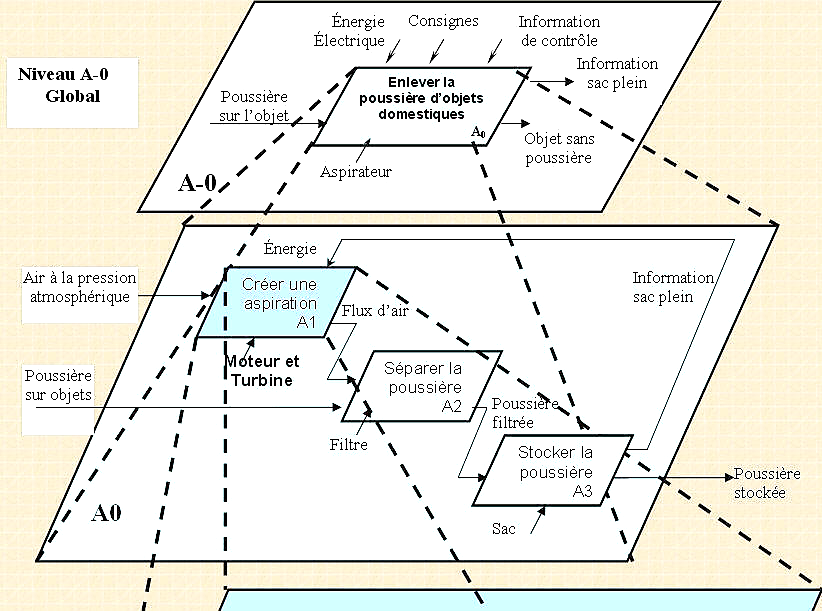 Énergie
Électrique
Consignes
Information
de contrôle
Niveau A-0
Global
Information
sac plein
Enlever la
poussière d'objets
domestiques
A0
Poussière
sur l'objet
Objet sans
poussière
Aspirateur
A-0
Énergie
Air à la pression
atmosphérique
Créer une
aspiration
A1
Information
sac plein
Flux d'air
Moteur et
Turbine
Séparer la
poussière
A2
Poussière
sur objets
Poussière
filtrée
Filtre
Stocker la
poussière
A3
Poussière
stockée
A0
Sac